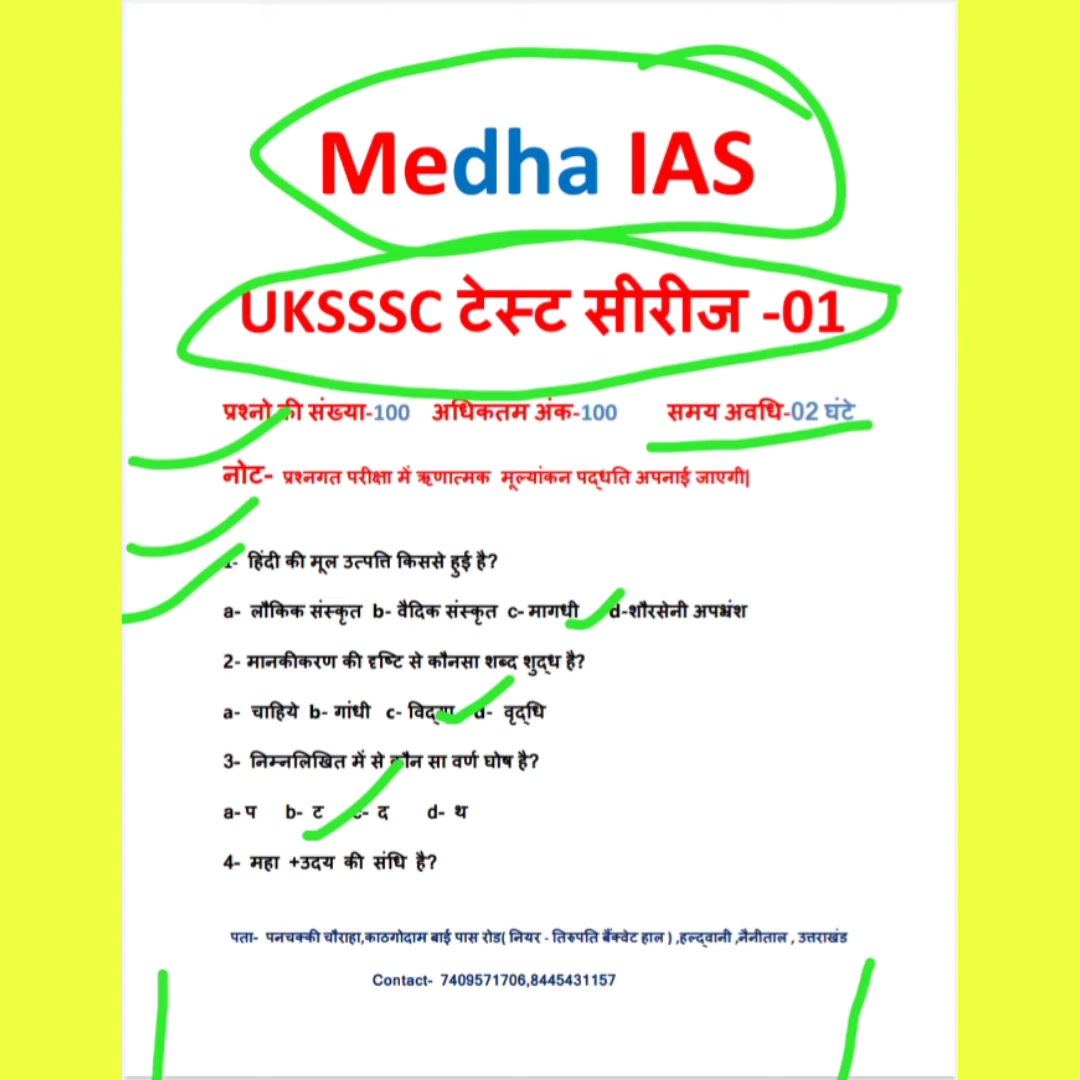 Medha IAS
UKSSSC टेस्ट सीरीज -01
प्रश्नो की संख्या-100 अधिकतम अंक-100 समय अवधि-02 घंटे
नोट- प्रश्नगत परीक्षा में ऋणात्मक मूल्यांकन पद्धति अपनाई जाएगी|
1- हिंदी की मूल उत्पत्ति किससे हुई है?
a- लौकिक संस्कृत b- वैदिक संस्कृत c- मागधी d-शौरसेनी अपभ्रंश
2- मानकीकरण की दृष्टि से कौनसा शब्द शुद्ध है?
a- चाहिये b- गांधी c- विद्या d- वृद्धि
3- निम्नलिखित में से कौन सा वर्ण घोष है?
a- प b- ट c- द d- थ
4- महा +उदय की संधि है?
पता- पनचक्की चौराहा,काठगोदाम बाई पास रोड( नियर - तिरुपति बैंक्वेट हाल ) ,हल्द्वानी ,नैनीताल , उत्तराखंड
Contact- 7409571706,8445431157